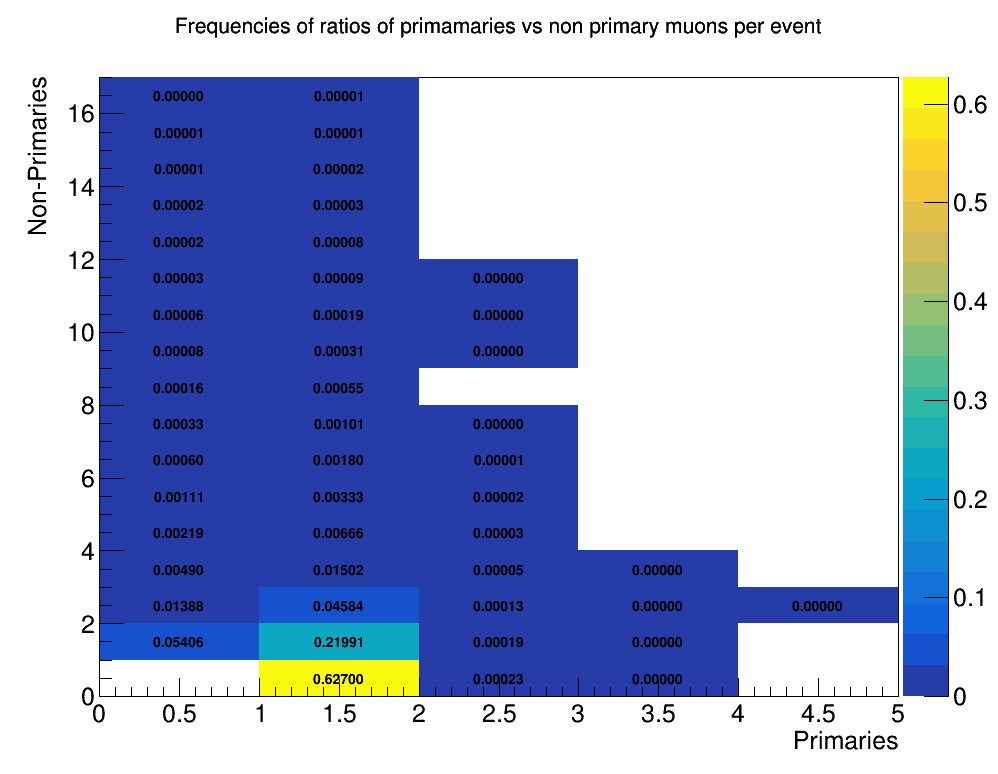 Frequencies of ratios of primamaries vs non primary muons per event
Non-Primaries
16
14
12
10
8
6
4
2
0
0.00000 0.00001
0.00001 0.00001
0.00001 0.00002
0.00002 0.00003
0.00002 0.00008
0.00003 0.00009 0.00000
0.00006 0.00019 0.00000
0.00008 0.00031 0.00000
0.00016 0.00055
0.00033 0.00101 0.00000
0.00060 0.00180 0.00001
0.00111 0.00333 0.00002
0.00219 0.00666 0.00003
0.00490 0.01502 0.00005 0.00000
0.01388 0.04584 0.00013 0.00000 0.00000
0.05406 0.21991 0.00019 0.00000
0.62700 0.00023 0.00000
0 0.5 1 1.5 2 2.5 3 3.5 4 4.5 5
Primaries
0.6
0.5
0.4
0.3
0.2
0.1
0